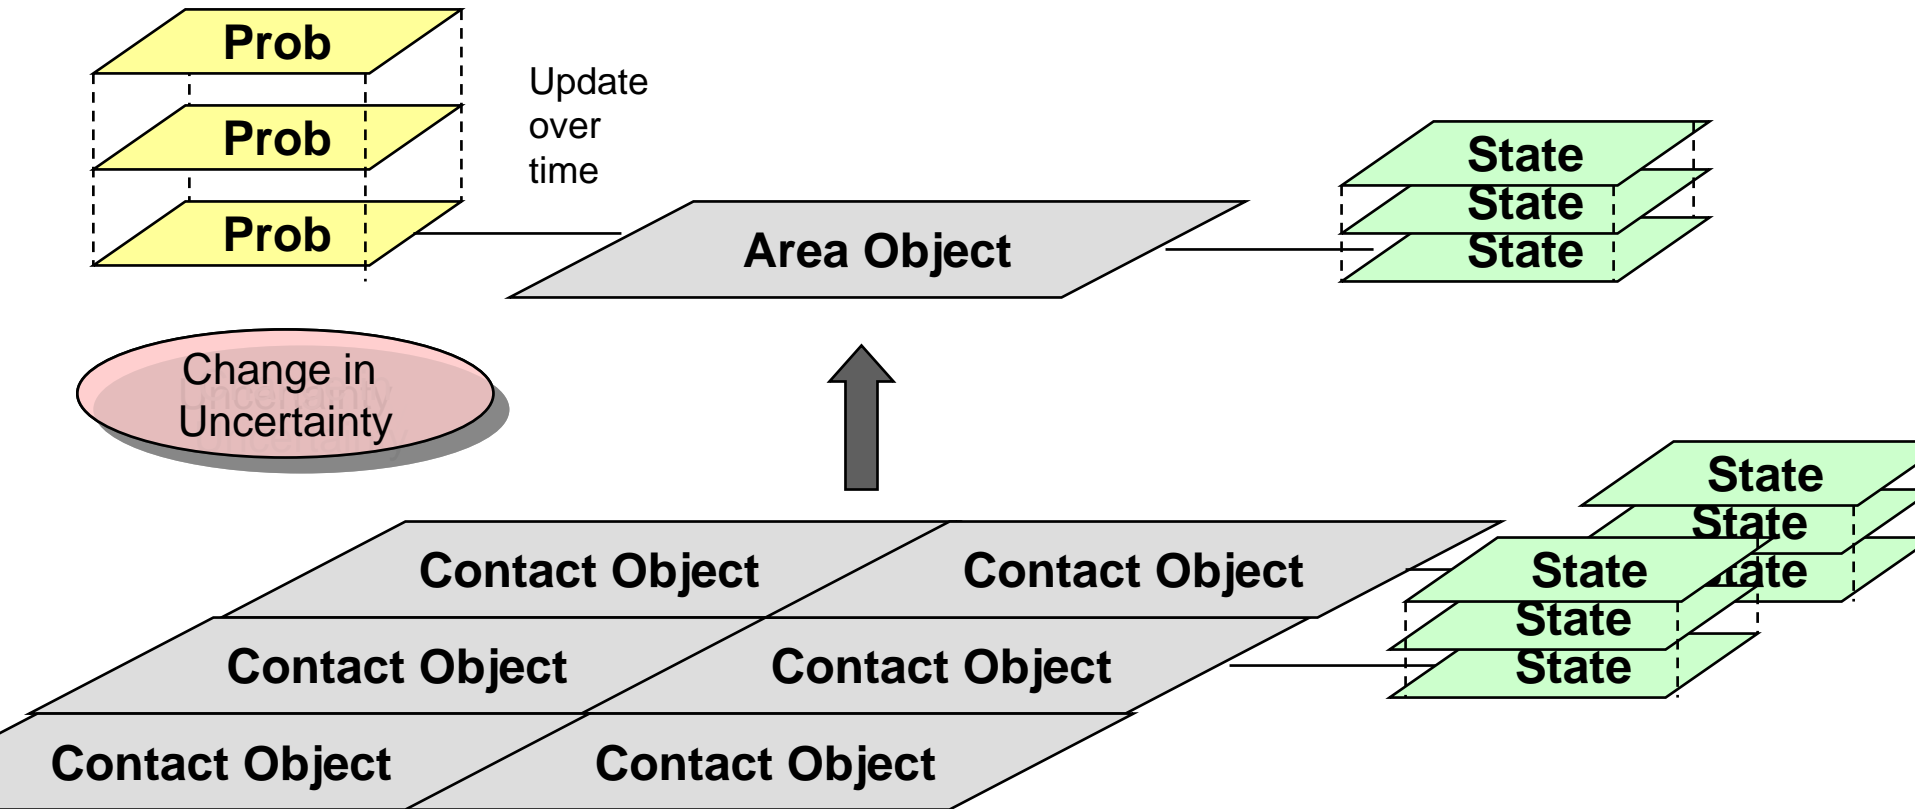 Prob
Prob
Prob
Update
over
time
Area Object
State
State
State
Change in
Uncertainty
Contact Object
Contact Object
Contact Object
Contact Object
Contact Object
Contact Object
State
State
State
State
State
State